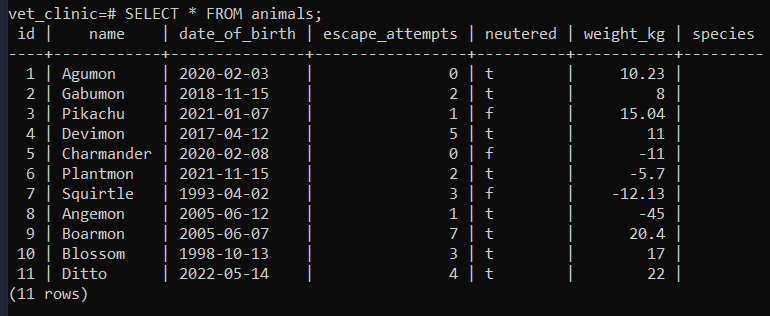 vet_clinic=# SELECT * FROM animals;
 id |    name    | date_of_birth | escape_attempts | neutered | weight_kg | species
----+------------+---------------+-----------------+----------+-----------+---------
  1 | Agumon     | 2020-02-03    |               0 | t        |     10.23 |
  2 | Gabumon    | 2018-11-15    |               2 | t        |         8 |
  3 | Pikachu    | 2021-01-07    |               1 | f        |     15.04 |
  4 | Devimon    | 2017-04-12    |               5 | t        |        11 |
  5 | Charmander | 2020-02-08    |               0 | f        |       -11 |
  6 | Plantmon   | 2021-11-15    |               2 | t        |      -5.7 |
  7 | Squirtle   | 1993-04-02    |               3 | f        |    -12.13 |
  8 | Angemon    | 2005-06-12    |               1 | t        |       -45 |
  9 | Boarmon    | 2005-06-07    |               7 | t        |      20.4 |
 10 | Blossom    | 1998-10-13    |               3 | t        |        17 |
 11 | Ditto      | 2022-05-14    |               4 | t        |        22 |
(11 rows)